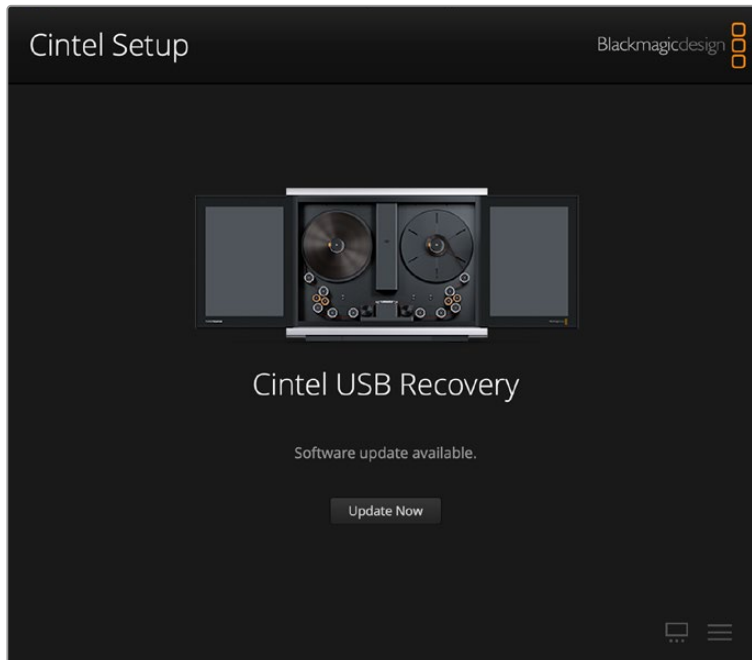 Cintel Setup
Blackmagicdesign
Cintel USB Recovery
Software update available.
Update Now